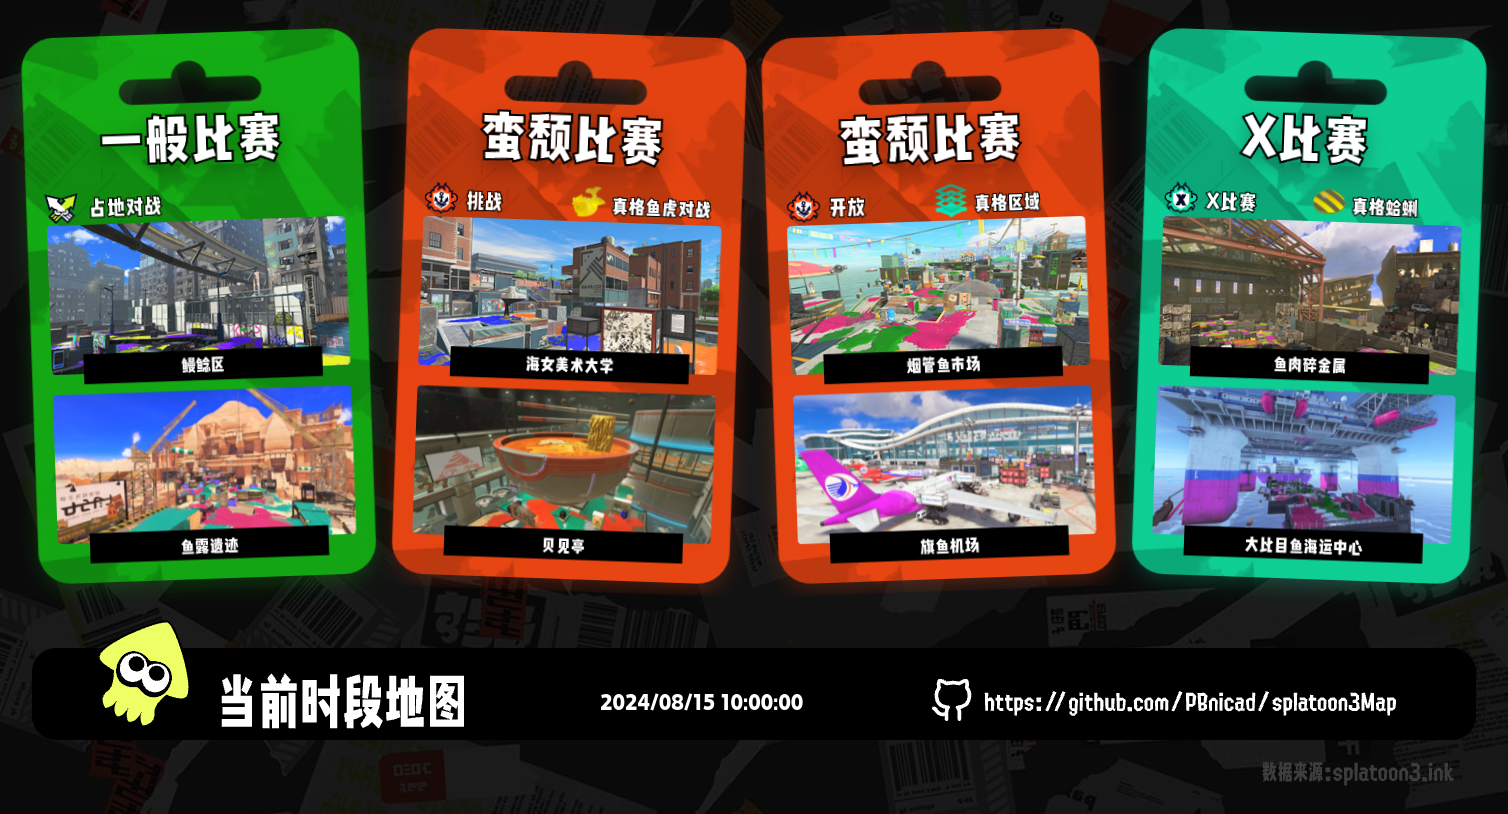 一般比赛
占地对战
鳗鲶区
鱼露遗迹
蛮颓比赛
挑战
真格鱼虎对战
海女美术大学
贝见亭
蛮颓比赛
开放
真格区域
烟管鱼市场
旗鱼机场
X比赛
X比赛
真格蛤蜊
鱼肉碎金属
大比目鱼海运中心
当前时段地图
2024/08/15 10:00:00
https://github.com/PBnicad/splatoon3Map
数据来源:splatoon3.ink